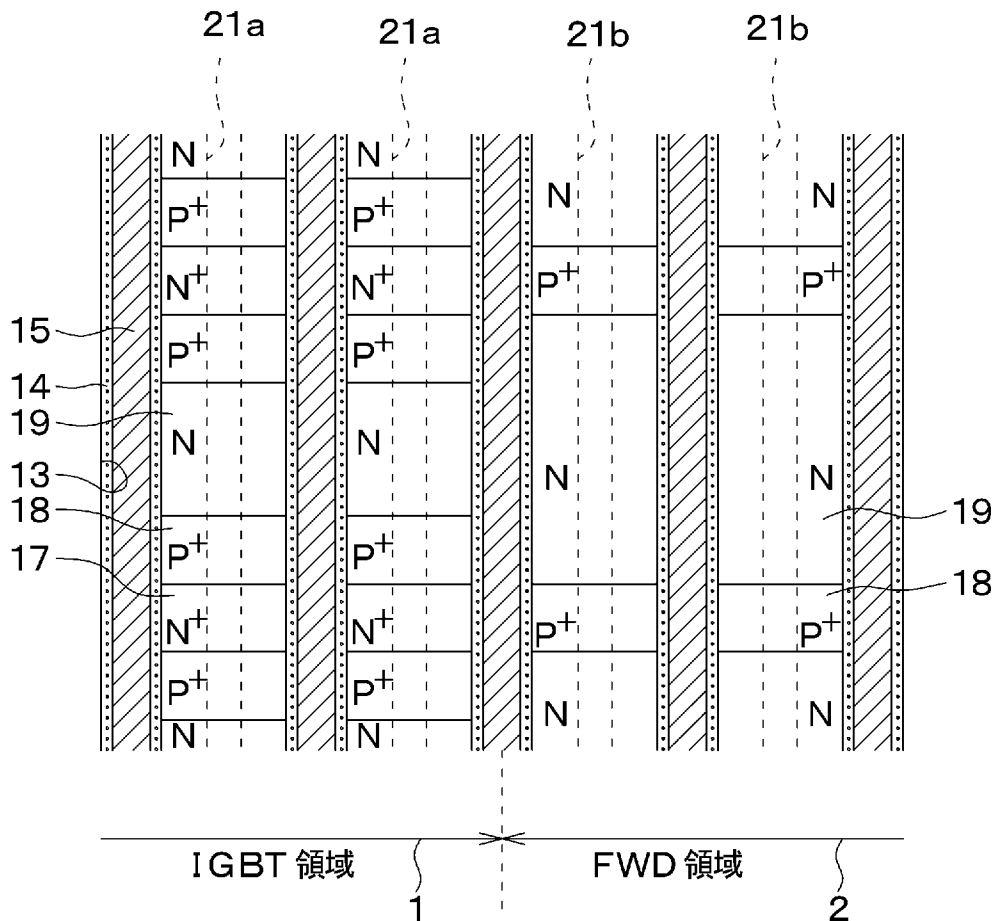 21a 21a 21b 21b
N N
N N
P+ P+
N+ N+ P+ P+
15
P+ P+
14
19
N N
13 N N
18 19
P+ P+
17 18
N+ N+ P+ P+
P+ P+
N N
N N
IGBT 領域 FWD 領域
1 2